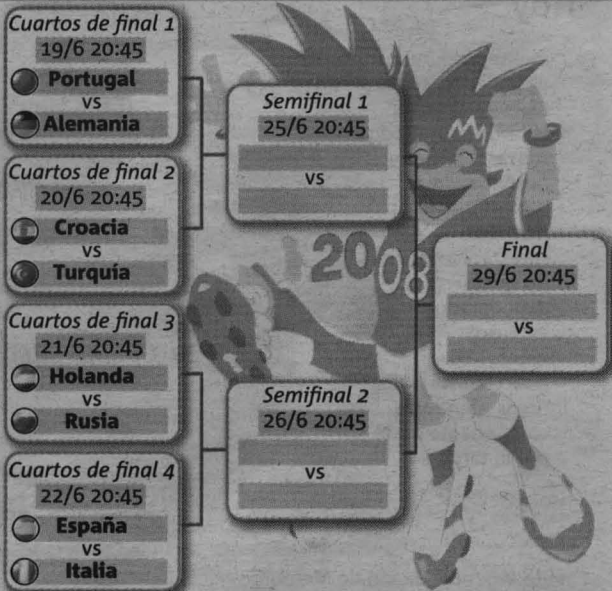 Cuartos de final 1
19/6 20:45
Portugal
vs
Alemania
Cuartos de final 2
20/6 20:45
Croacia
vs
Turquía
Cuartos de final 3
21/6 20:45
Holanda
vs
Rusia
Cuartos de final 4
22/6 20:45
España
vs
Italia
Semifinal 1
25/6 20:45
vs
Semifinal 2
26/6 20:45
vs
Final
29/6 20:45
vs
2008